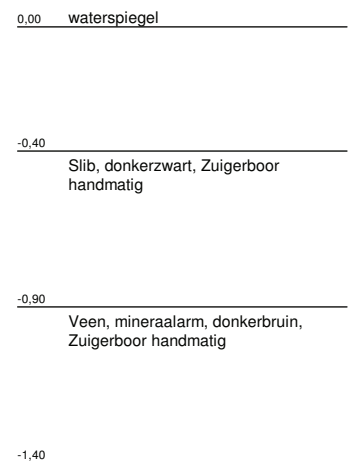 0,00 waterspiegel
-0,40
Slib, donkerzwart, Zuigerboor
handmatig
-0,90
Veen, mineraalarm, donkerbruin,
Zuigerboor handmatig
-1,40